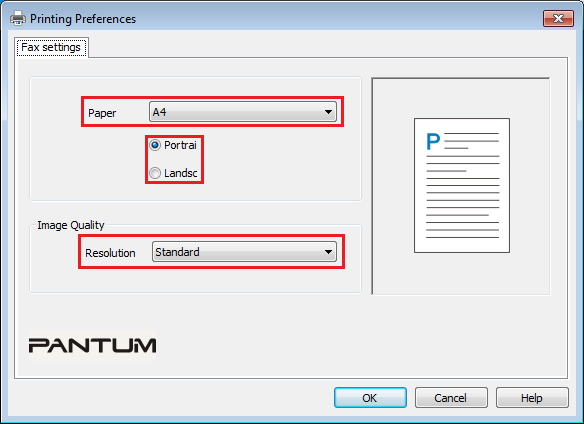 Printing Preferences
Fax settings
Paper A4
Portrai
Landsc
Image Quality
Resolution Standard
P
PANTUM
OK Cancel Help